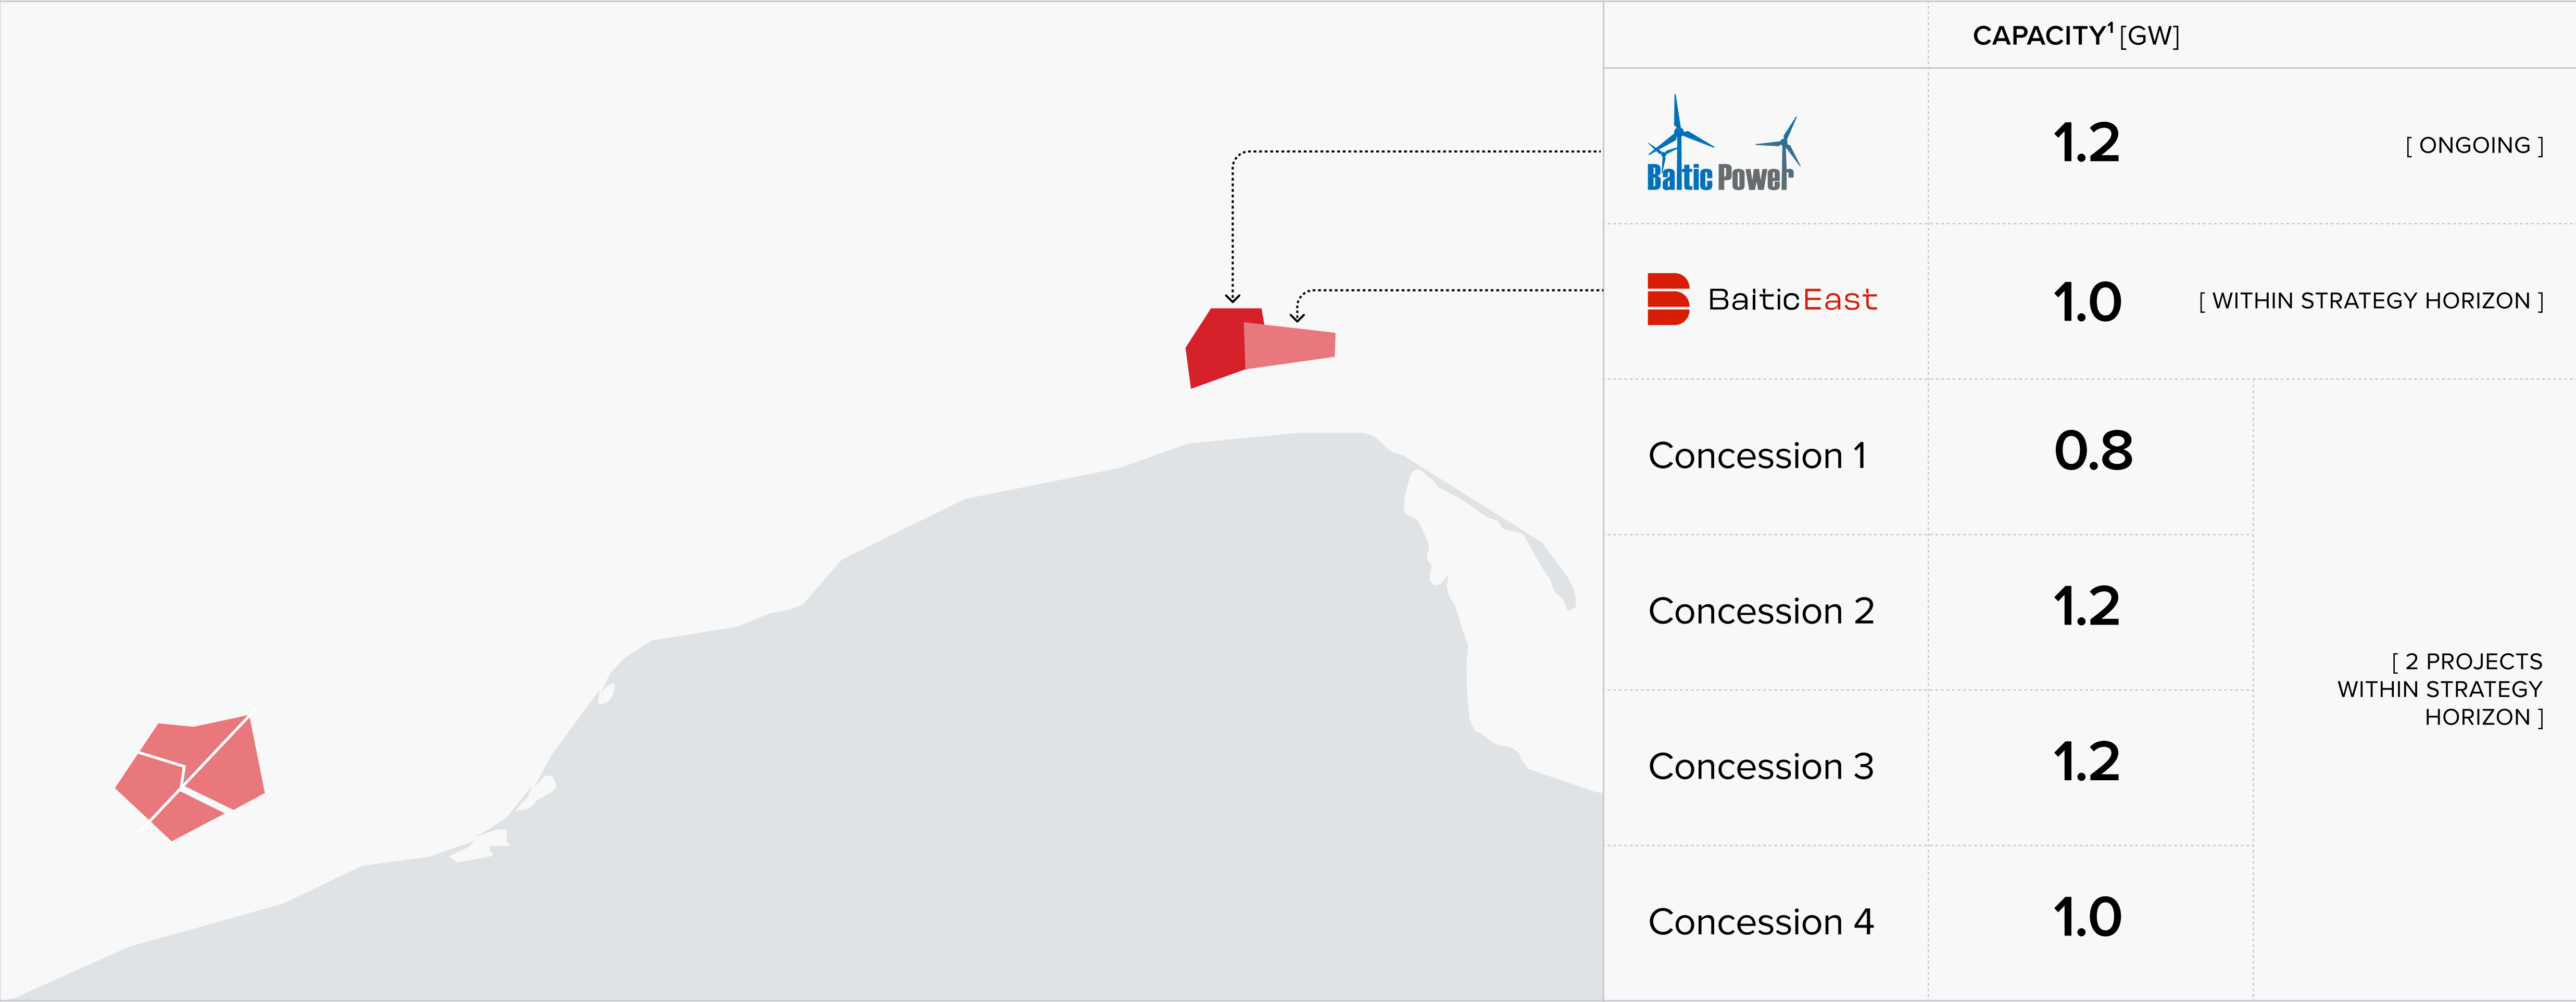 CAPACITY¹ [GW]
Baltic Power
1.2
[ ONGOING ]
BalticEast
1.0
[ WITHIN STRATEGY HORIZON ]
Concession 1
0.8
Concession 2
1.2
Concession 3
1.2
Concession 4
1.0
[ 2 PROJECTS
WITHIN STRATEGY
HORIZON ]